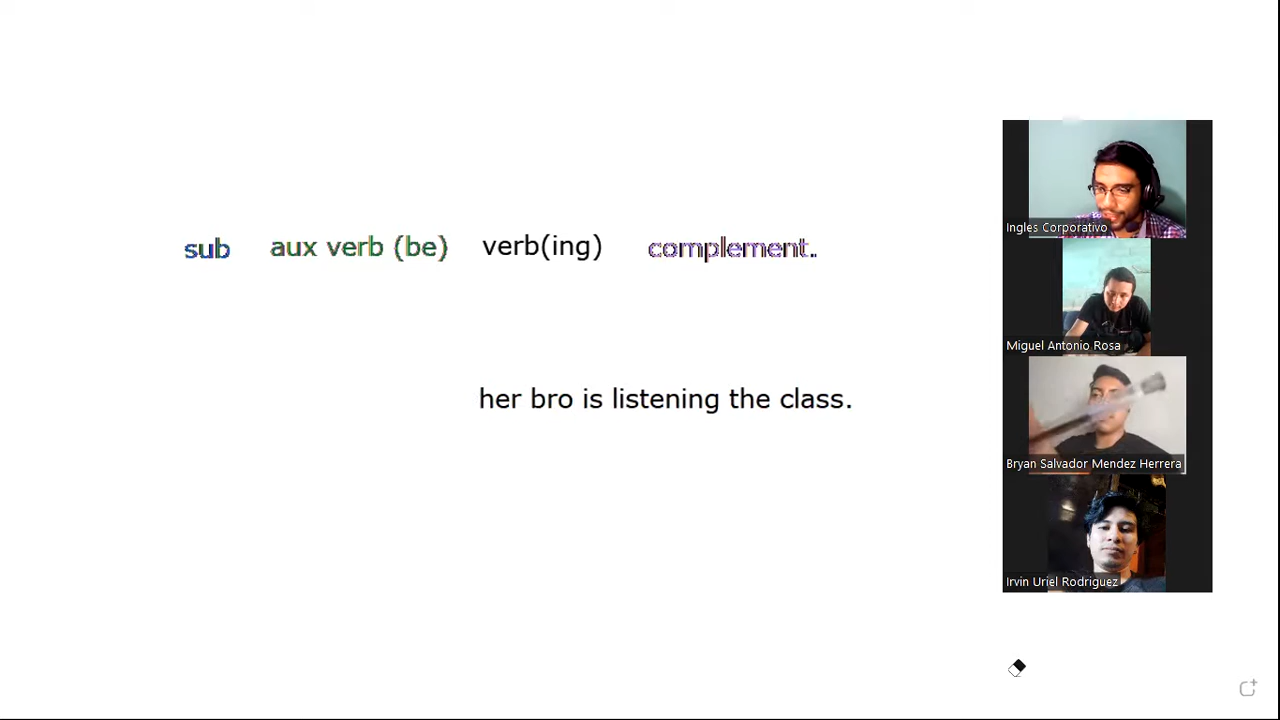 sub aux verb (be) verb(ing) complement.
her bro is listening the class.
Ingles Corporativo
Miguel Antonio Rosa
Bryan Salvador Mendez Herrera
Irvin Uriel Rodriguez